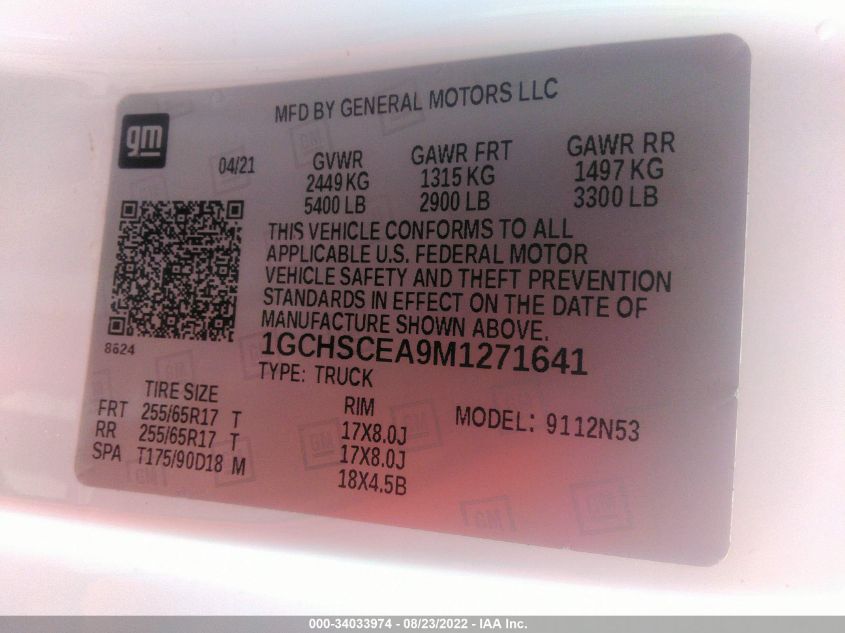 MFD BY GENERAL MOTORS LLC
gm
04/21
GVWR GAWR FRT GAWR RR
2449 KG 1315 KG 1497 KG
5400 LB 2900 LB 3300 LB
THIS VEHICLE CONFORMS TO ALL
APPLICABLE U.S. FEDERAL MOTOR
VEHICLE SAFETY AND THEFT PREVENTION
STANDARDS IN EFFECT ON THE DATE OF
MANUFACTURE SHOWN ABOVE.
8624
1GCHSCEA9M1271641
TYPE: TRUCK
TIRE SIZE RIM MODEL: 9112N53
FRT 255/65R17 T 17X8.0J
RR 255/65R17 T 17X8.0J
SPA T175/90D18 M 18X4.5B
GM
GM
GM
GM
000-34033974 - 08/23/2022 - IAA Inc.